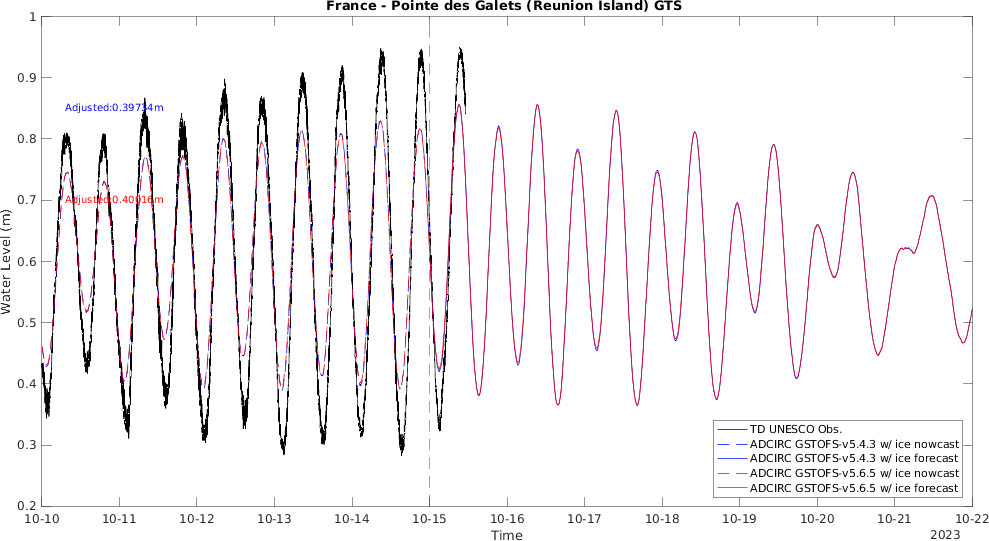 France - Pointe des Galets (Reunion Island) GTS
1
0.9
0.8
0.7
0.6
0.5
0.4
0.3
0.2
Water Level (m)
Adjusted:0.39734m
Adjusted:0.40016m
TD UNESCO Obs.
ADCIRC GSTOFS-v5.4.3 w/ ice nowcast
ADCIRC GSTOFS-v5.4.3 w/ ice forecast
ADCIRC GSTOFS-v5.6.5 w/ ice nowcast
ADCIRC GSTOFS-v5.6.5 w/ ice forecast
10-10 10-11 10-12 10-13 10-14 10-15 10-16 10-17 10-18 10-19 10-20 10-21 10-22
Time
2023